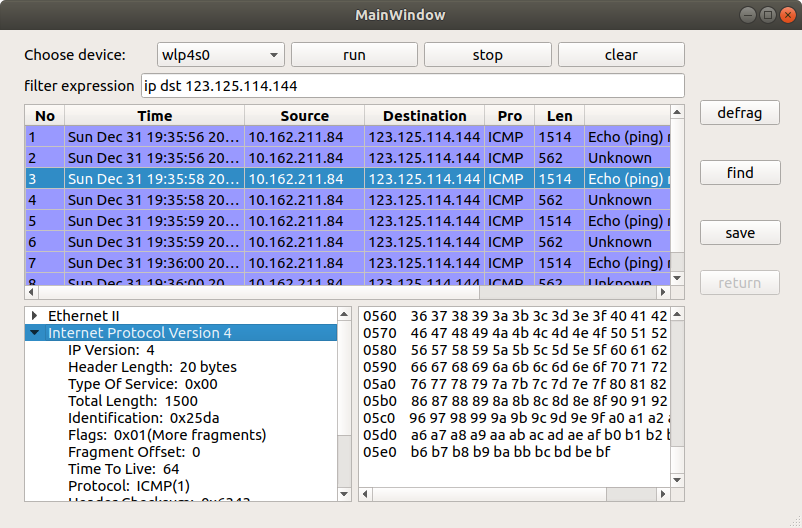 MainWindow
Choose device: wlp4s0 run stop clear
filter expression ip dst 123.125.114.144
No Time Source Destination Pro Len
1 Sun Dec 31 19:35:56 20... 10.162.211.84 123.125.114.144 ICMP 1514 Echo (ping) r
2 Sun Dec 31 19:35:56 20... 10.162.211.84 123.125.114.144 ICMP 562 Unknown
3 Sun Dec 31 19:35:58 20... 10.162.211.84 123.125.114.144 ICMP 1514 Echo (ping) r
4 Sun Dec 31 19:35:58 20... 10.162.211.84 123.125.114.144 ICMP 562 Unknown
5 Sun Dec 31 19:35:59 20... 10.162.211.84 123.125.114.144 ICMP 1514 Echo (ping) r
6 Sun Dec 31 19:35:59 20... 10.162.211.84 123.125.114.144 ICMP 562 Unknown
7 Sun Dec 31 19:36:00 20... 10.162.211.84 123.125.114.144 ICMP 1514 Echo (ping) r
8 Sun Dec 31 19:36:00 20... 10.162.211.84 123.125.114.144 ICMP 562 Unknown
defrag
find
save
return
Ethernet II
Internet Protocol Version 4
IP Version: 4
Header Length: 20 bytes
Type Of Service: 0x00
Total Length: 1500
Identification: 0x25da
Flags: 0x01(More fragments)
Fragment Offset: 0
Time To Live: 64
Protocol: ICMP(1)
Header Checksum: 0x6243
0560 36 37 38 39 3a 3b 3c 3d 3e 3f 40 41 42
0570 46 47 48 49 4a 4b 4c 4d 4e 4f 50 51 52
0580 56 57 58 59 5a 5b 5c 5d 5e 5f 60 61 62
0590 66 67 68 69 6a 6b 6c 6d 6e 6f 70 71 72
05a0 76 77 78 79 7a 7b 7c 7d 7e 7f 80 81 82
05b0 86 87 88 89 8a 8b 8c 8d 8e 8f 90 91 92
05c0 96 97 98 99 9a 9b 9c 9d 9e 9f a0 a1 a2
05d0 a6 a7 a8 a9 aa ab ac ad ae af b0 b1 b2
05e0 b6 b7 b8 b9 ba bb bc bd be bf